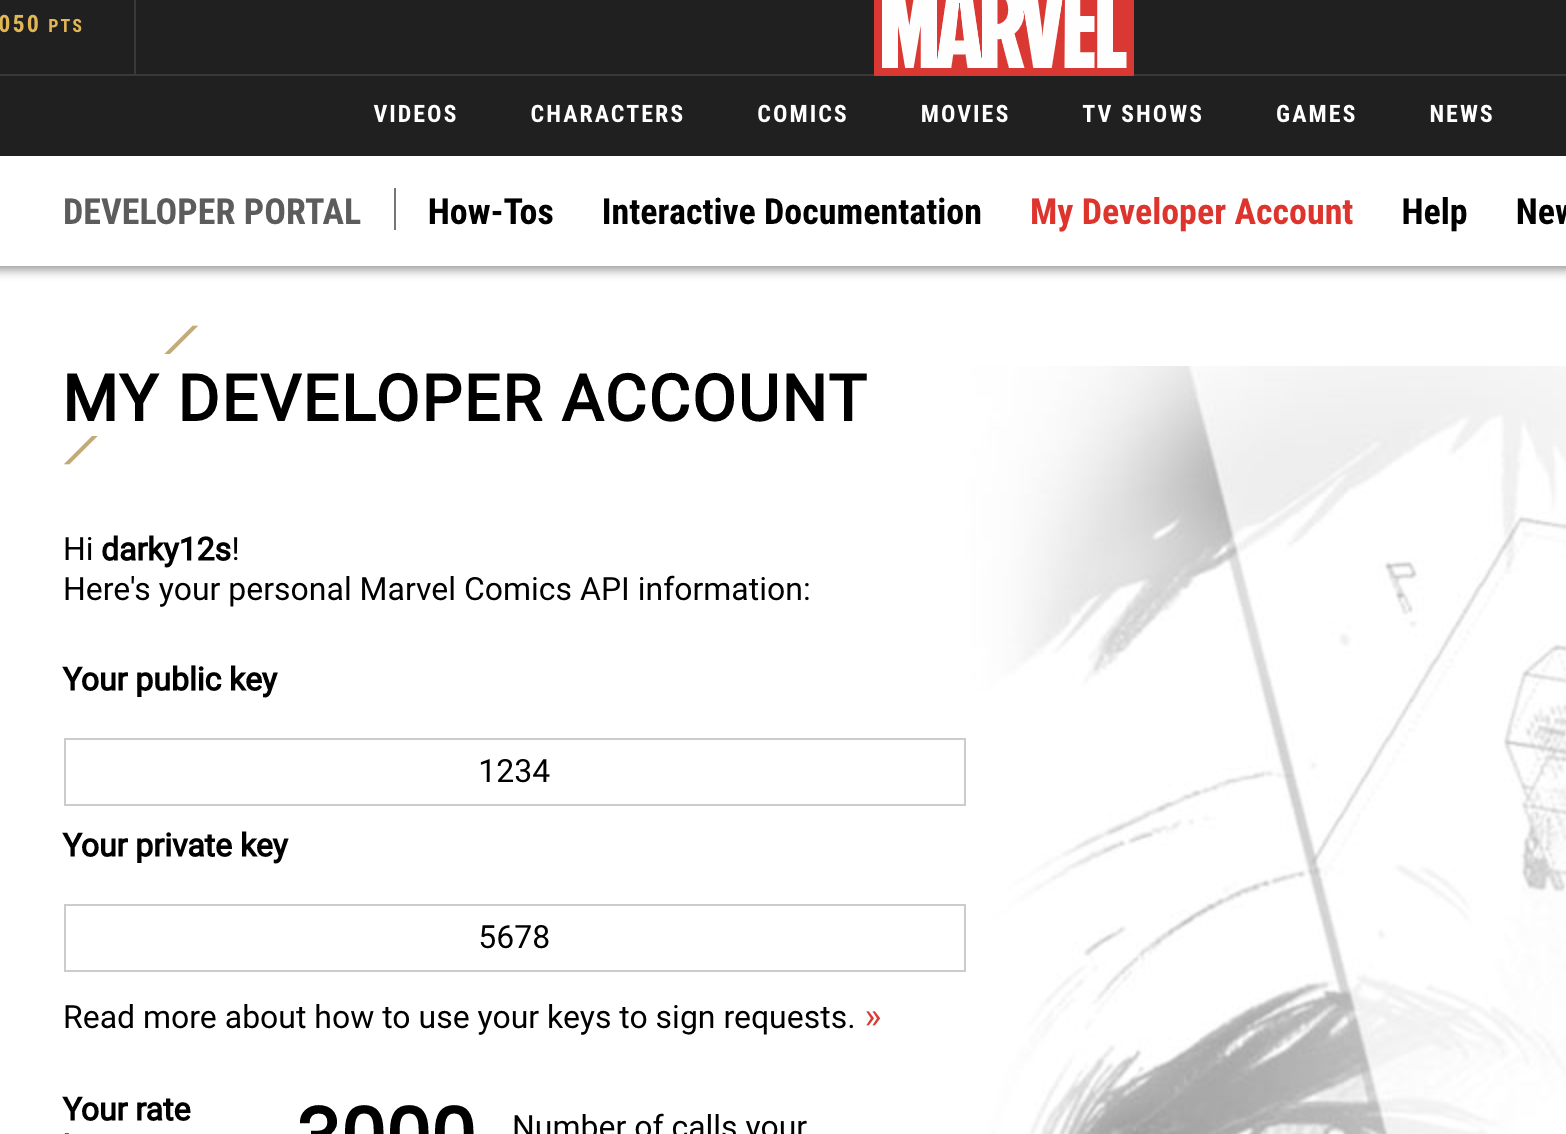 050 PTS
MARVEL
VIDEOS CHARACTERS COMICS MOVIES TV SHOWS GAMES NEWS
DEVELOPER PORTAL How-Tos Interactive Documentation My Developer Account Help
MY DEVELOPER ACCOUNT
Hi darky12s!
Here's your personal Marvel Comics API information:
Your public key
1234
Your private key
5678
Read more about how to use your keys to sign requests. »
Your rate 3000 Number of calls your